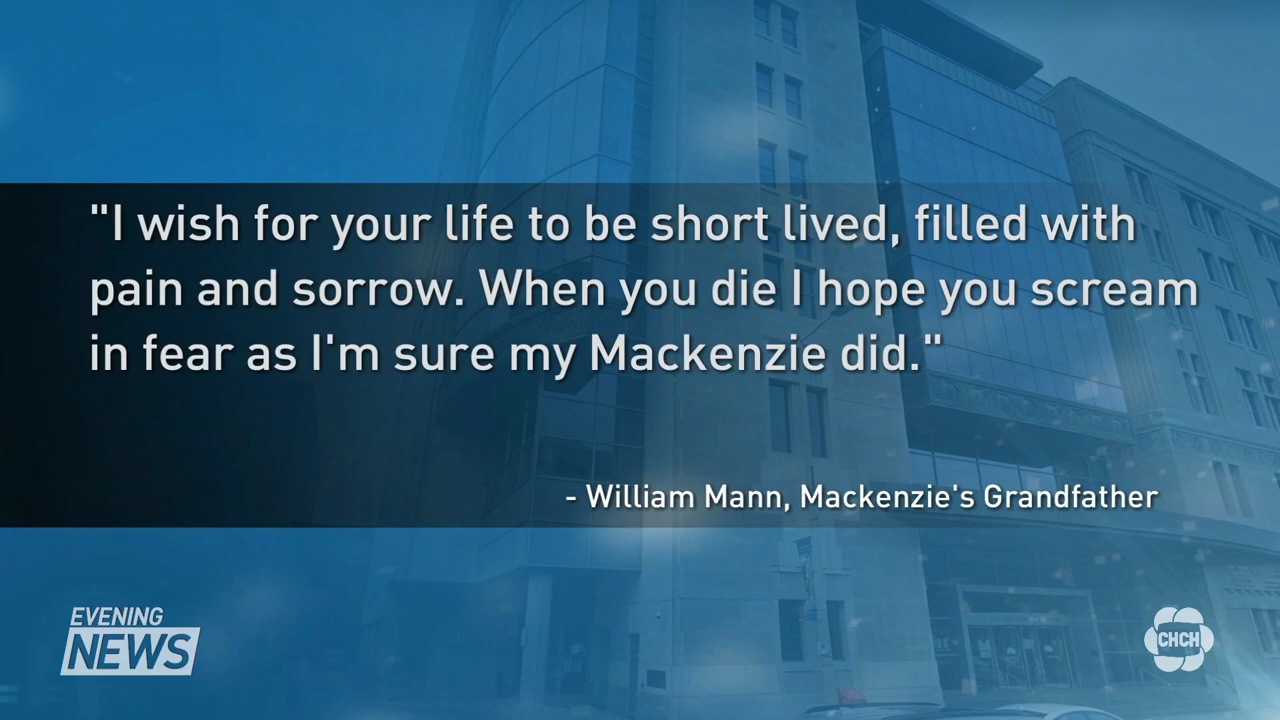 "I wish for your life to be short lived, filled with
pain and sorrow. When you die I hope you scream
in fear as I'm sure my Mackenzie did."
- William Mann, Mackenzie's Grandfather
EVENING
NEWS
CHCH